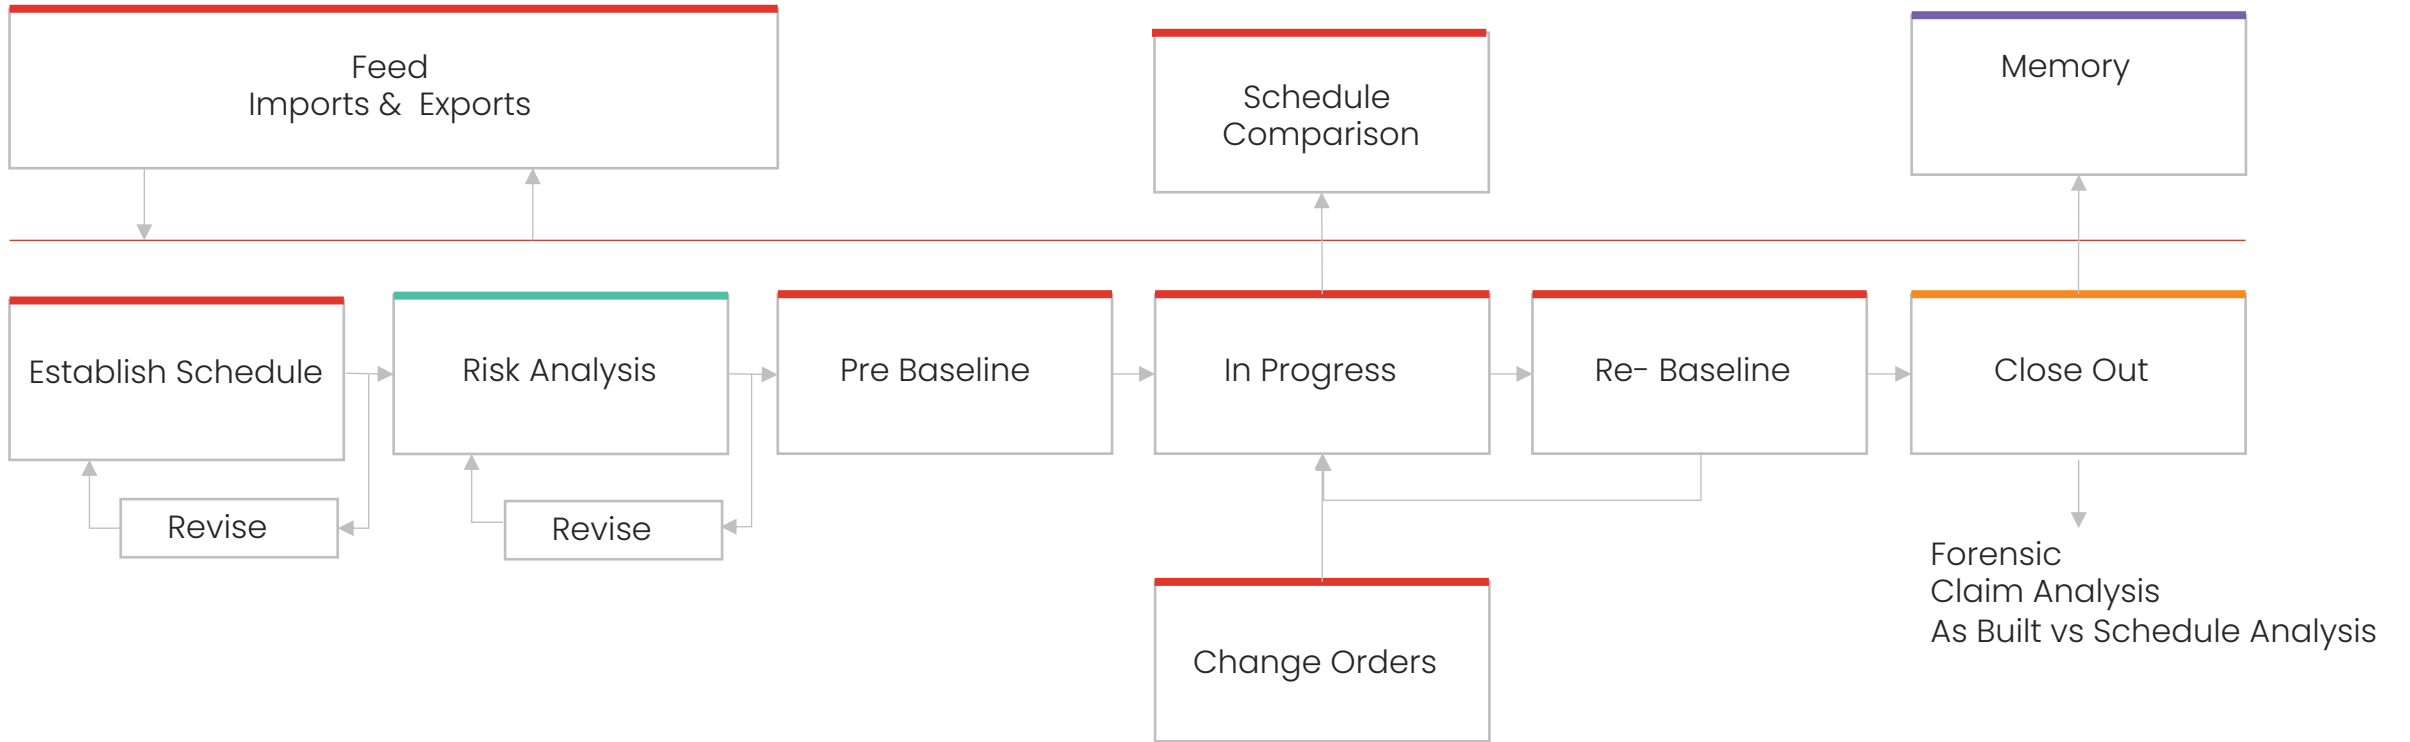 Feed
Imports & Exports
Schedule
Comparison
Memory
Establish Schedule
Risk Analysis
Pre Baseline
In Progress
Re- Baseline
Close Out
Revise
Revise
Forensic
Claim Analysis
As Built vs Schedule Analysis
Change Orders